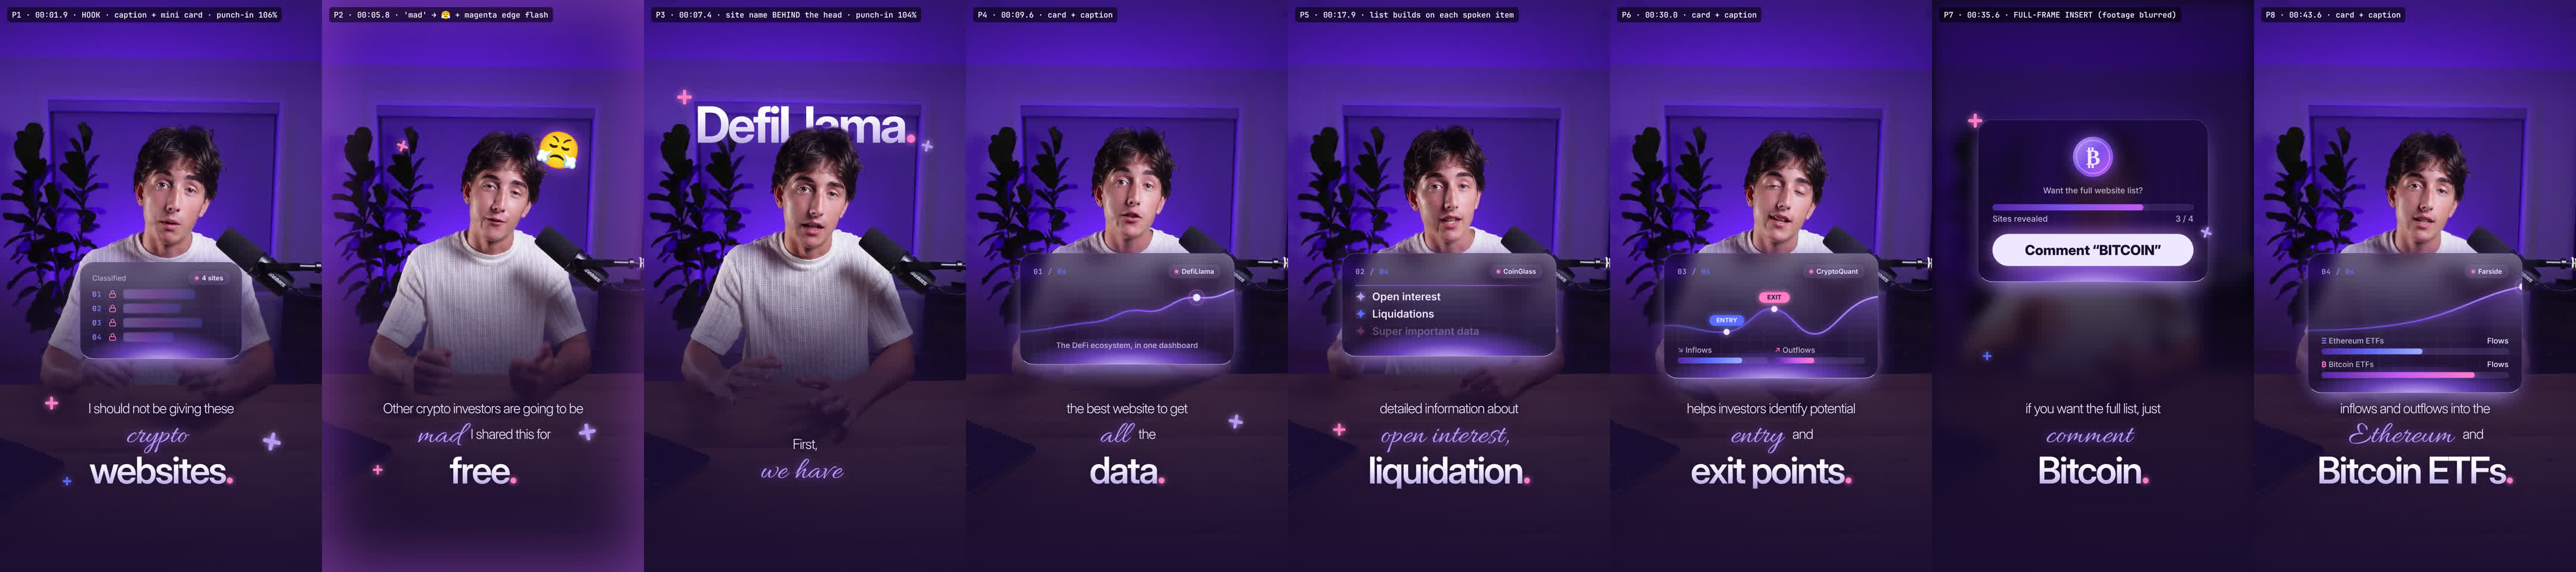 P1 · 00:01.9 · HOOK · caption + mini card · punch-in 106%
Classified
4 sites
01
02
03
04
I should not be giving these
crypto
websites.
P2 · 00:05.8 · 'mad' → 😤 + magenta edge flash
Other crypto investors are going to be
mad I shared this for
free.
P3 · 00:07.4 · site name BEHIND the head · punch-in 104%
DefiLlama.
First,
we have
P4 · 00:09.6 · card + caption
01 / 04
DefiLlama
The DeFi ecosystem, in one dashboard
the best website to get
all the
data.
P5 · 00:17.9 · list builds on each spoken item
02 / 04
CoinGlass
Open interest
Liquidations
Super important data
detailed information about
open interest,
liquidation.
P6 · 00:30.0 · card + caption
03 / 04
CryptoQuant
EXIT
ENTRY
↘ Inflows
↗ Outflows
helps investors identify potential
entry and
exit points.
P7 · 00:35.6 · FULL-FRAME INSERT (footage blurred)
₿
Want the full website list?
Sites revealed
3 / 4
Comment “BITCOIN”
if you want the full list, just
comment
Bitcoin.
P8 · 00:43.6 · card + caption
04 / 04
Farside
Ξ Ethereum ETFs
Flows
₿ Bitcoin ETFs
Flows
inflows and outflows into the
Ethereum and
Bitcoin ETFs.